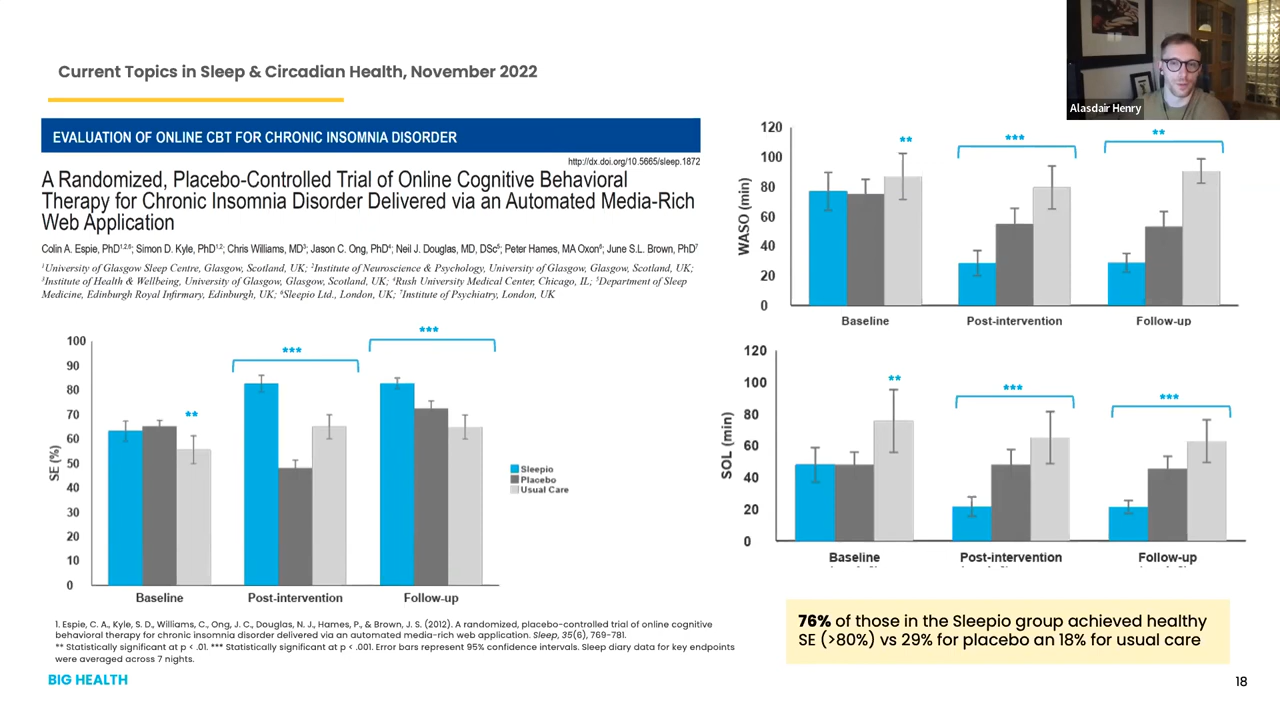 Current Topics in Sleep & Circadian Health, November 2022
Alasdair Henry
EVALUATION OF ONLINE CBT FOR CHRONIC INSOMNIA DISORDER
http://dx.doi.org/10.5665/sleep.1872
A Randomized, Placebo-Controlled Trial of Online Cognitive Behavioral
Therapy for Chronic Insomnia Disorder Delivered via an Automated Media-Rich
Web Application
Colin A. Espie, PhD1,2,6; Simon D. Kyle, PhD1,2; Chris Williams, MD3; Jason C. Ong, PhD4; Neil J. Douglas, MD, DSc5; Peter Hames, MA Oxon6; June S.L. Brown, PhD7
1University of Glasgow Sleep Centre, Glasgow, Scotland, UK; 2Institute of Neuroscience & Psychology, University of Glasgow, Glasgow, Scotland, UK;
3Institute of Health & Wellbeing, University of Glasgow, Glasgow, Scotland, UK; 4Rush University Medical Center, Chicago, IL; 5Department of Sleep
Medicine, Edinburgh Royal Infirmary, Edinburgh, UK; 6Sleepio Ltd., London, UK; 7Institute of Psychiatry, London, UK
SE (%)
100
90
80
70
60
50
40
30
20
10
0
**
***
***
Baseline
Post-intervention
Follow-up
Sleepio
Placebo
Usual Care
WASO (min)
120
100
80
60
40
20
0
**
***
**
Baseline
Post-intervention
Follow-up
SOL (min)
120
100
80
60
40
20
0
**
***
***
Baseline
Post-intervention
Follow-up
1. Espie, C. A., Kyle, S. D., Williams, C., Ong, J. C., Douglas, N. J., Hames, P., & Brown, J. S. (2012). A randomized, placebo-controlled trial of online cognitive
behavioral therapy for chronic insomnia disorder delivered via an automated media-rich web application. Sleep, 35(6), 769-781.
** Statistically significant at p < .01. *** Statistically significant at p < .001. Error bars represent 95% confidence intervals. Sleep diary data for key endpoints
were averaged across 7 nights.
76% of those in the Sleepio group achieved healthy
SE (>80%) vs 29% for placebo an 18% for usual care
BIG HEALTH
18